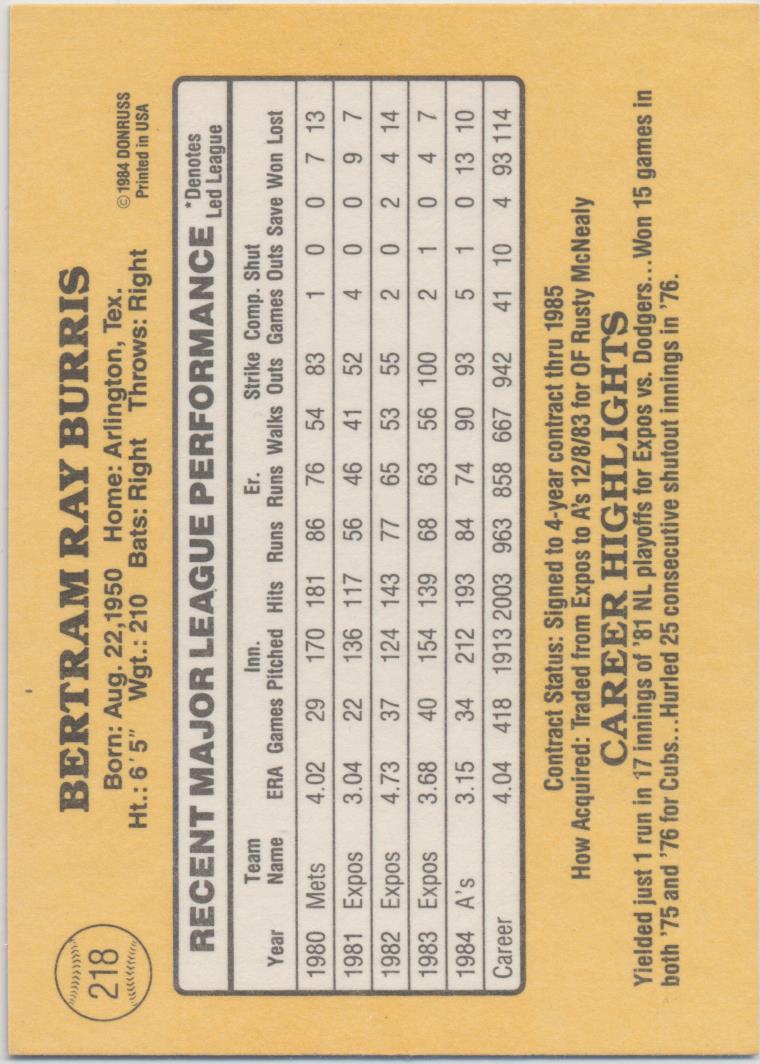 218
BERTRAM RAY BURRIS
Born: Aug. 22,1950 Home: Arlington, Tex.
Ht.: 6'5" Wgt.: 210 Bats: Right Throws: Right
©1984 DONRUSS
Printed in USA
RECENT MAJOR LEAGUE PERFORMANCE
*Denotes
Led League
Team Inn. Er. Strike Comp. Shut
Year Name ERA Games Pitched Hits Runs Runs Walks Outs Games Outs Save Won Lost
1980 Mets 4.02 29 170 181 86 76 54 83 1 0 0 7 13
1981 Expos 3.04 22 136 117 56 46 41 52 4 0 0 9 7
1982 Expos 4.73 37 124 143 77 65 53 55 2 0 2 4 14
1983 Expos 3.68 40 154 139 68 63 56 100 2 1 0 4 7
1984 A's 3.15 34 212 193 84 74 90 93 5 1 0 13 10
Career 4.04 418 1913 2003 963 858 667 942 41 10 4 93 114
Contract Status: Signed to 4-year contract thru 1985
How Acquired: Traded from Expos to A's 12/8/83 for OF Rusty McNealy
CAREER HIGHLIGHTS
Yielded just 1 run in 17 innings of '81 NL playoffs for Expos vs. Dodgers...Won 15 games in
both '75 and '76 for Cubs...Hurled 25 consecutive shutout innings in '76.